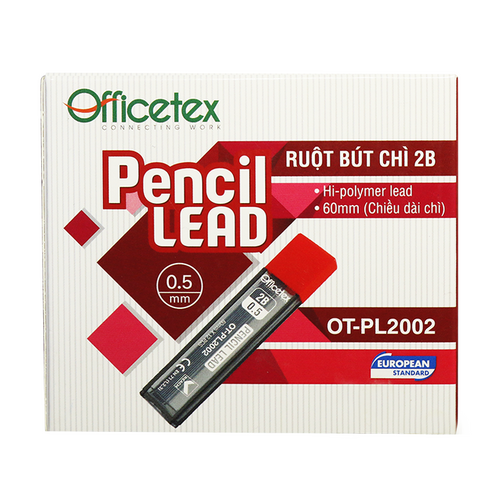 Officetex
CONNECTING WORK
Pencil
LEAD
RUỘT BÚT CHÌ 2B
• Hi-polymer lead
• 60mm (Chiều dài chì)
0.5
mm
Officetex
2B
0.5
OT-PL2002
PENCIL LEAD
OT-PL2002
EUROPEAN
STANDARD